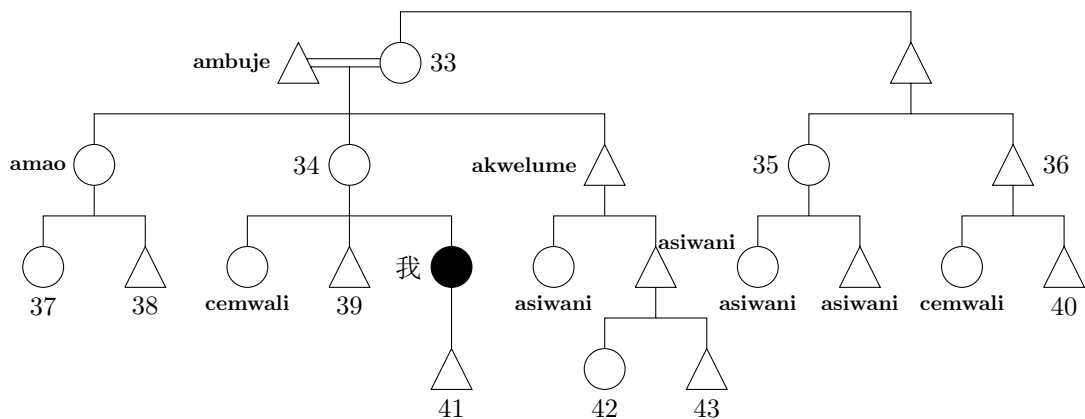 ambuje
33
amao
34
akwelume
35
36
我
asiwani
37
38
cemwali
39
asiwani
asiwani
asiwani
cemwali
40
41
42
43